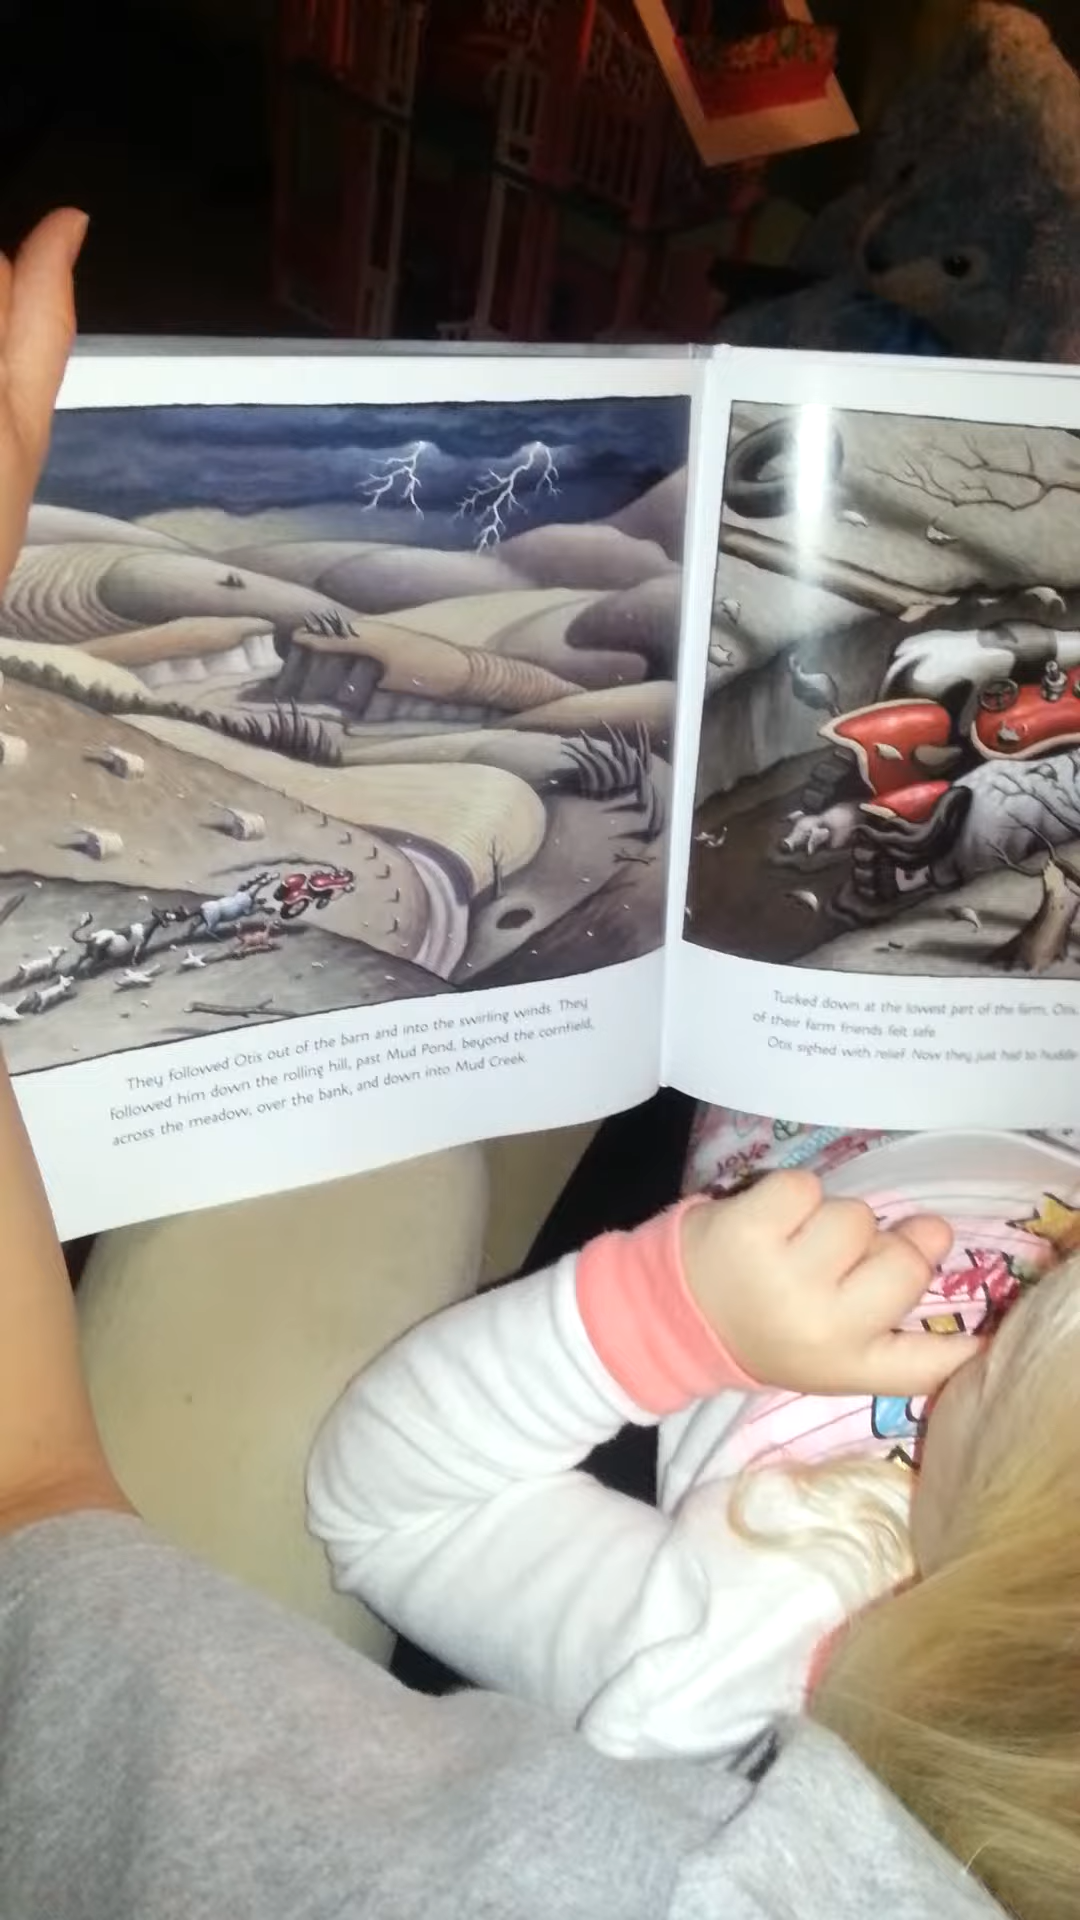 They followed Otis out of the barn and into the swirling winds. They
followed him down the rolling hill, past Mud Pond, beyond the cornfield,
across the meadow, over the bank, and down into Mud Creek.
Tucked down at the lowest part of the farm, Otis
of their farm friends felt safe.
Otis sighed with relief. Now they just had to huddle
love